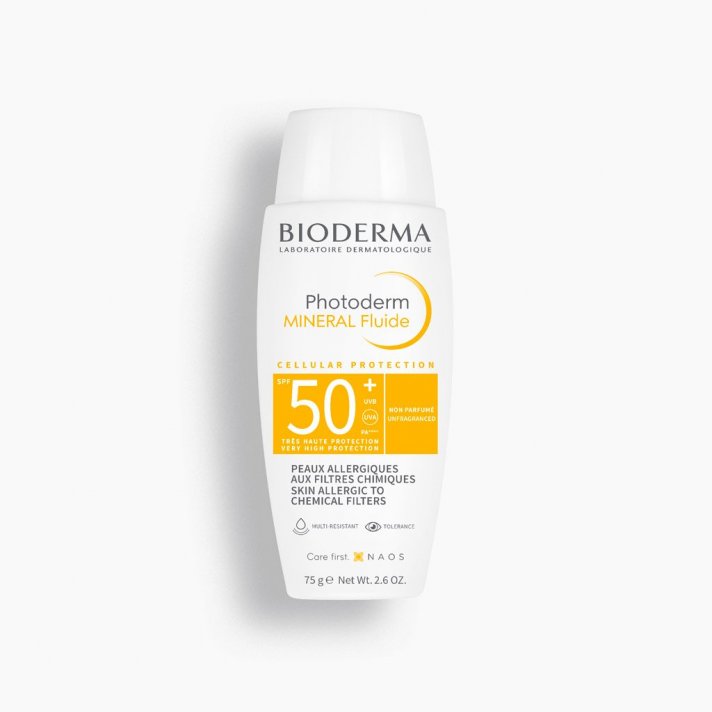 BIODERMA
LABORATOIRE DERMATOLOGIQUE
Photoderm
MINERAL Fluide
CELLULAR PROTECTION
SPF 50+
UVB
UVA
PA++++
TRÈS HAUTE PROTECTION
VERY HIGH PROTECTION
NON PARFUMÉ
UNFRAGRANCED
PEAUX ALLERGIQUES
AUX FILTRES CHIMIQUES
SKIN ALLERGIC TO
CHEMICAL FILTERS
MULTI-RESISTANT TOLERANCE
Care first. NAOS
75 g e Net Wt. 2.6 OZ.